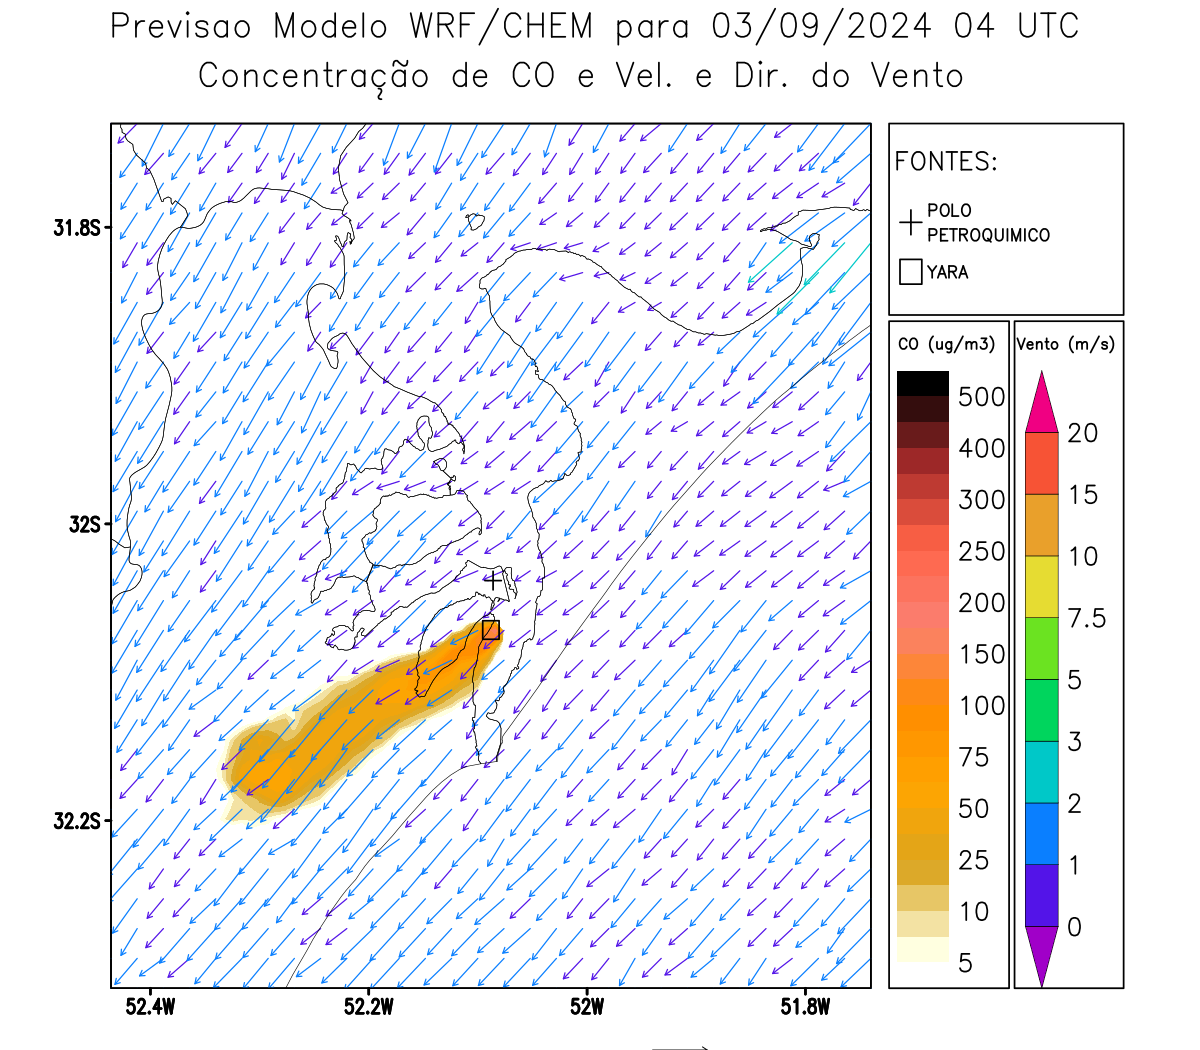 Previsao Modelo WRF/CHEM para 03/09/2024 04 UTC
Concentração de CO e Vel. e Dir. do Vento
FONTES:
POLO
PETROQUIMICO
YARA
CO (ug/m3)
500
400
300
250
200
150
100
75
50
25
10
5
Vento (m/s)
20
15
10
7.5
5
3
2
1
0
31.8S
32S
32.2S
52.4W
52.2W
52W
51.8W